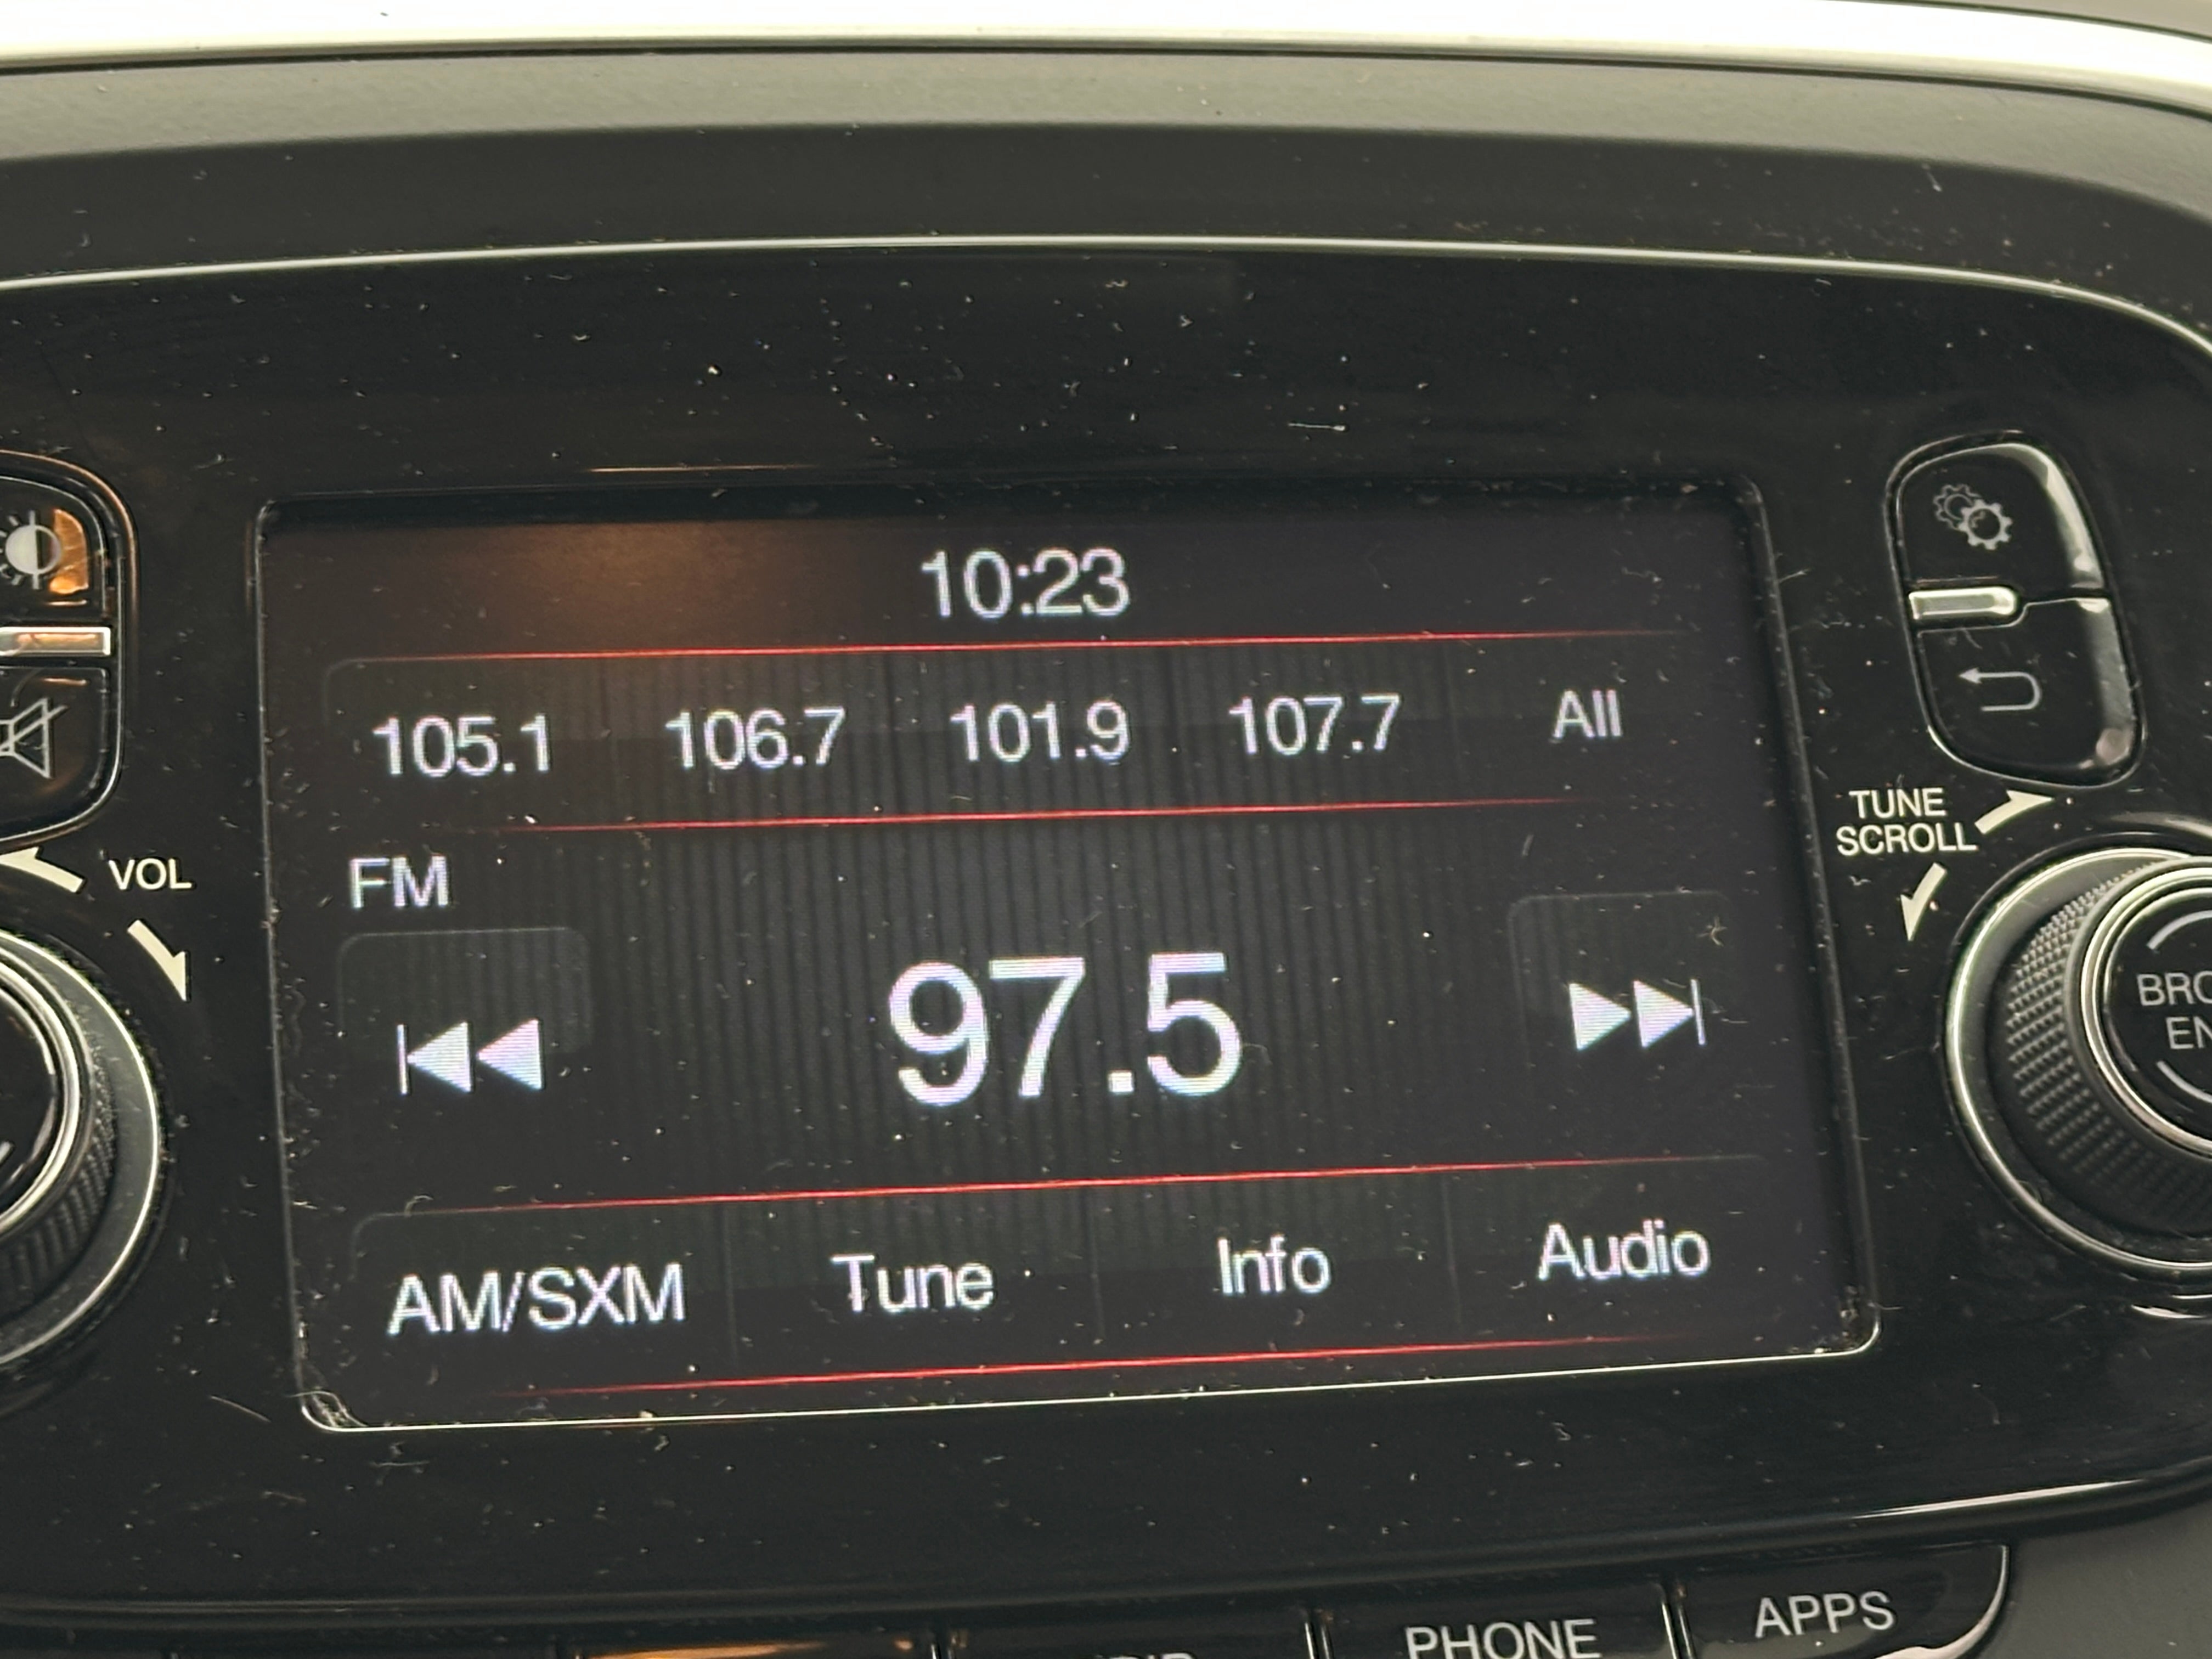 10:23
105.1 106.7 101.9 107.7 All
TUNE
SCROLL
VOL
FM
97.5
AM/SXM Tune Info Audio
PHONE
APPS